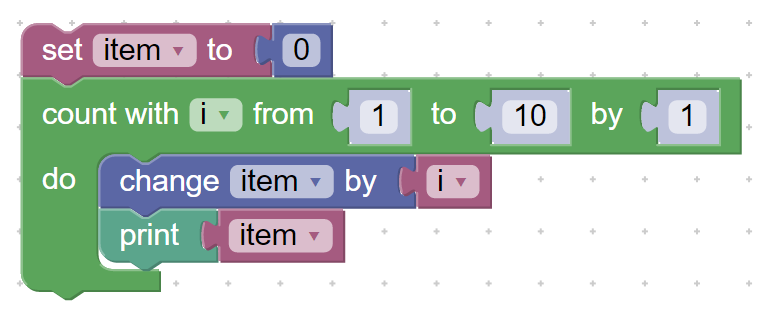 set item to 0
count with i from 1 to 10 by 1
do change item by i
print item